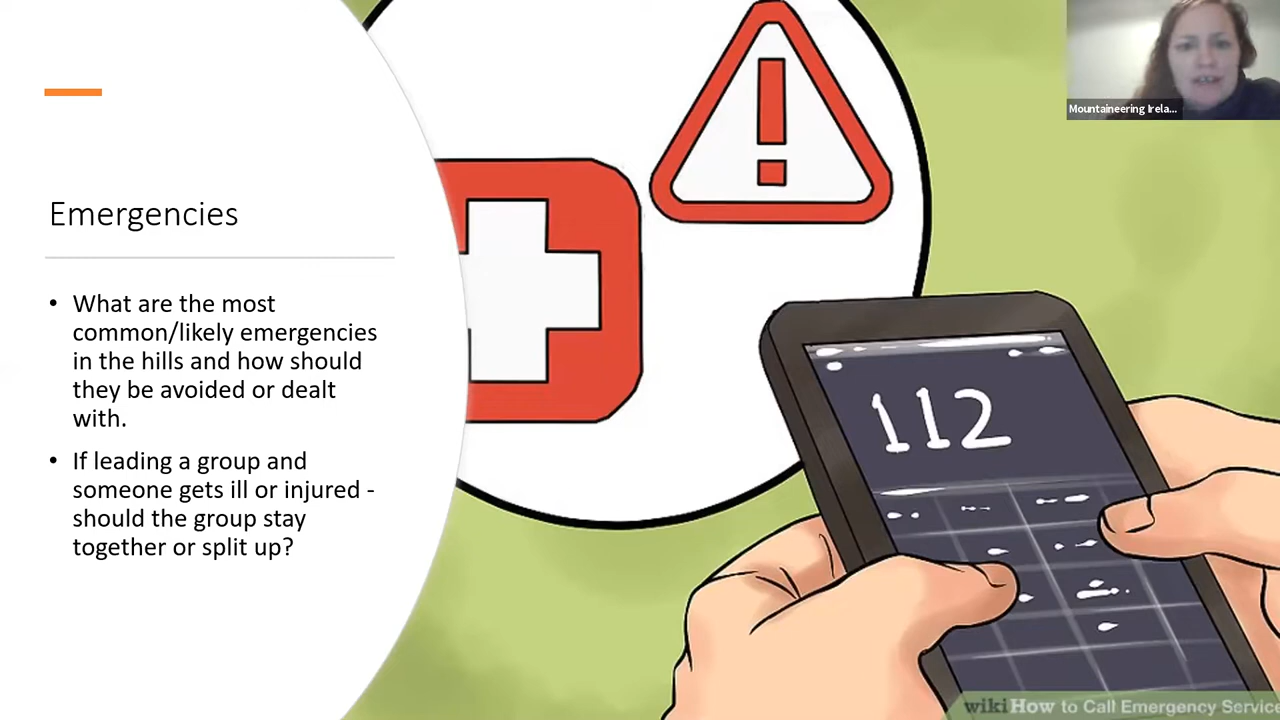 Mountaineering Irela...
Emergencies
• What are the most
common/likely emergencies
in the hills and how should
they be avoided or dealt
with.
• If leading a group and
someone gets ill or injured -
should the group stay
together or split up?
112
wikiHow to Call Emergency Service